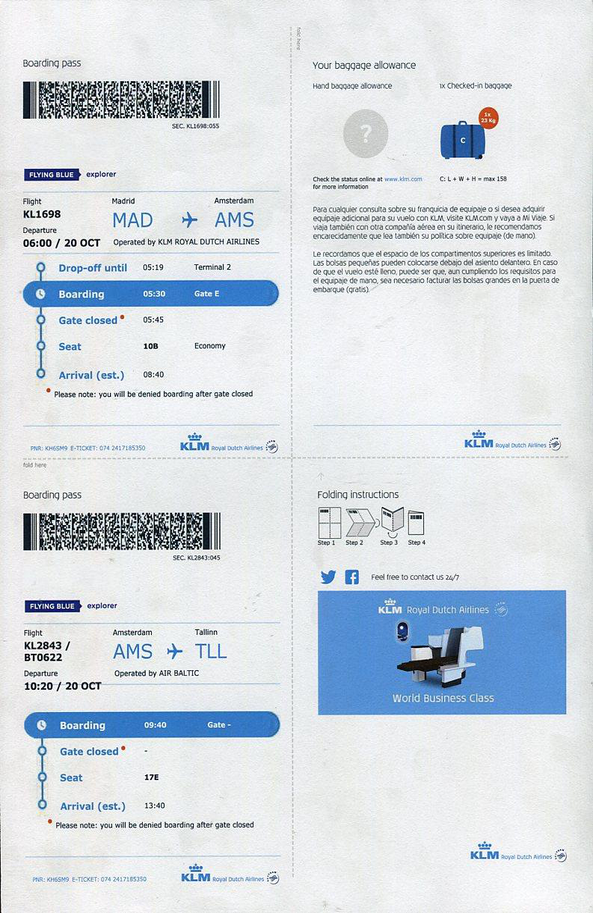 fold here
Boarding pass
SEC. KL1698:055
FLYING BLUE explorer
Flight
KL1698
Departure
06:00 / 20 OCT
Madrid
MAD
Amsterdam
AMS
Operated by KLM ROYAL DUTCH AIRLINES
Drop-off until 05:19 Terminal 2
Boarding 05:30 Gate E
Gate closed 05:45
Seat 10B Economy
Arrival (est.) 08:40
Please note: you will be denied boarding after gate closed
PNR: KH6SM9 E-TICKET: 074 2417185350
KLM Royal Dutch Airlines
Your baggage allowance
Hand baggage allowance
?
Check the status online at www.klm.com
for more information
1x Checked-in baggage
1x
23 Kg
C
C: L + W + H = max 158
Para cualquier consulta sobre su franquicia de equipaje o si desea adquirir
equipaje adicional para su vuelo con KLM, visite KLM.com y vaya a Mi Viaje. Si
viaja también con otra compañía aérea en su itinerario, le recomendamos
encarecidamente que lea también su política sobre equipaje (de mano).
Le recordamos que el espacio de los compartimentos superiores es limitado.
Las bolsas pequeñas pueden colocarse debajo del asiento delantero. En caso
de que el vuelo esté lleno, puede ser que, aun cumpliendo los requisitos para
el equipaje de mano, sea necesario facturar las bolsas grandes en la puerta de
embarque (gratis).
KLM Royal Dutch Airlines
fold here
Boarding pass
SEC. KL2843:045
FLYING BLUE explorer
Flight
KL2843 /
BT0622
Departure
10:20 / 20 OCT
Amsterdam
AMS
Tallinn
TLL
Operated by AIR BALTIC
Boarding 09:40 Gate -
Gate closed -
Seat 17E
Arrival (est.) 13:40
Please note: you will be denied boarding after gate closed
PNR: KH6SM9 E-TICKET: 074 2417185350
KLM Royal Dutch Airlines
Folding instructions
Step 1 Step 2 Step 3 Step 4
Feel free to contact us 24/7
KLM Royal Dutch Airlines
World Business Class
KLM Royal Dutch Airlines